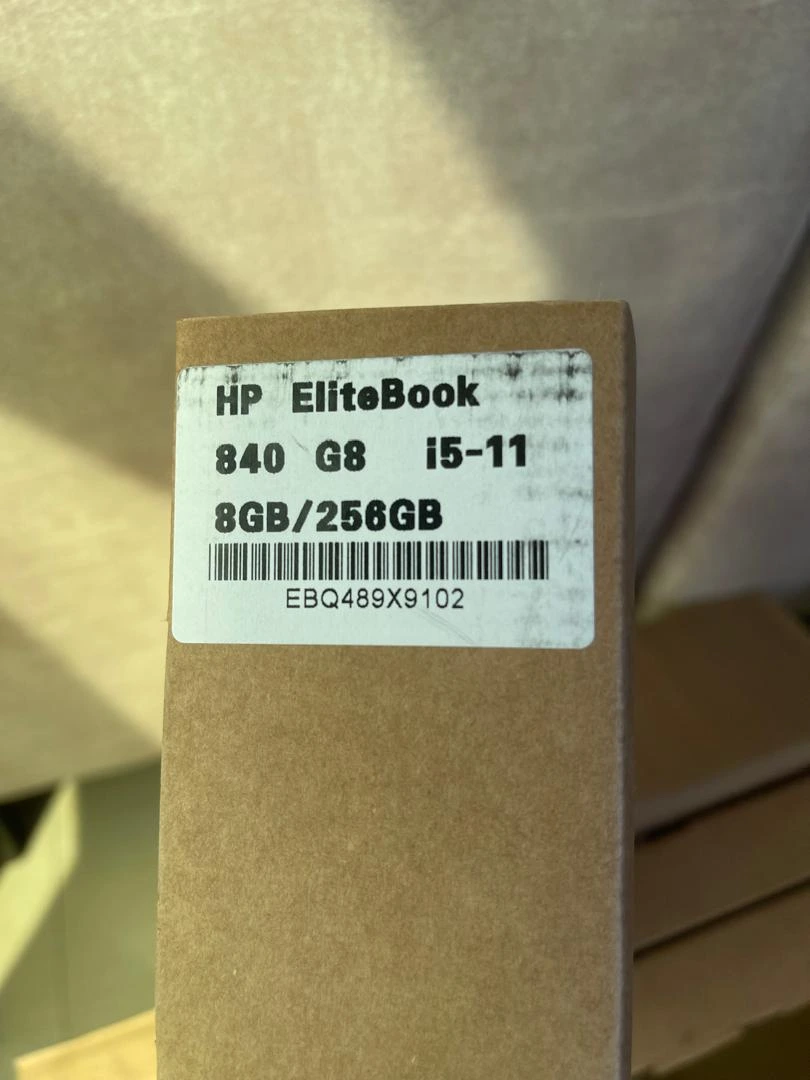 HP EliteBook
840 G8 i5-11
8GB/256GB
EBQ489X9102